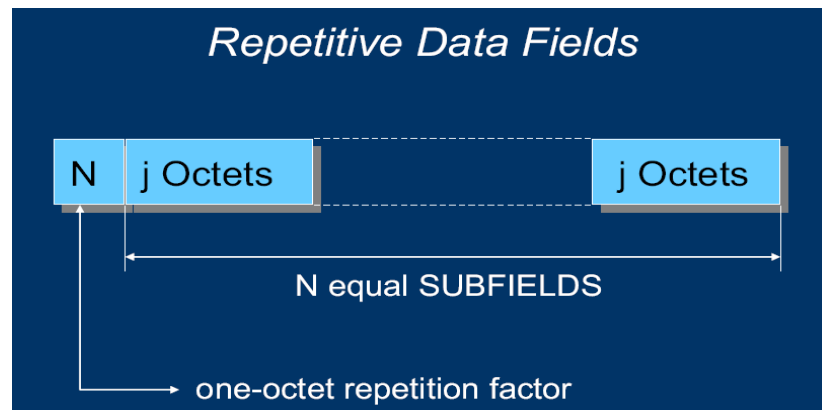 Repetitive Data Fields
N j Octets j Octets
N equal SUBFIELDS
one-octet repetition factor